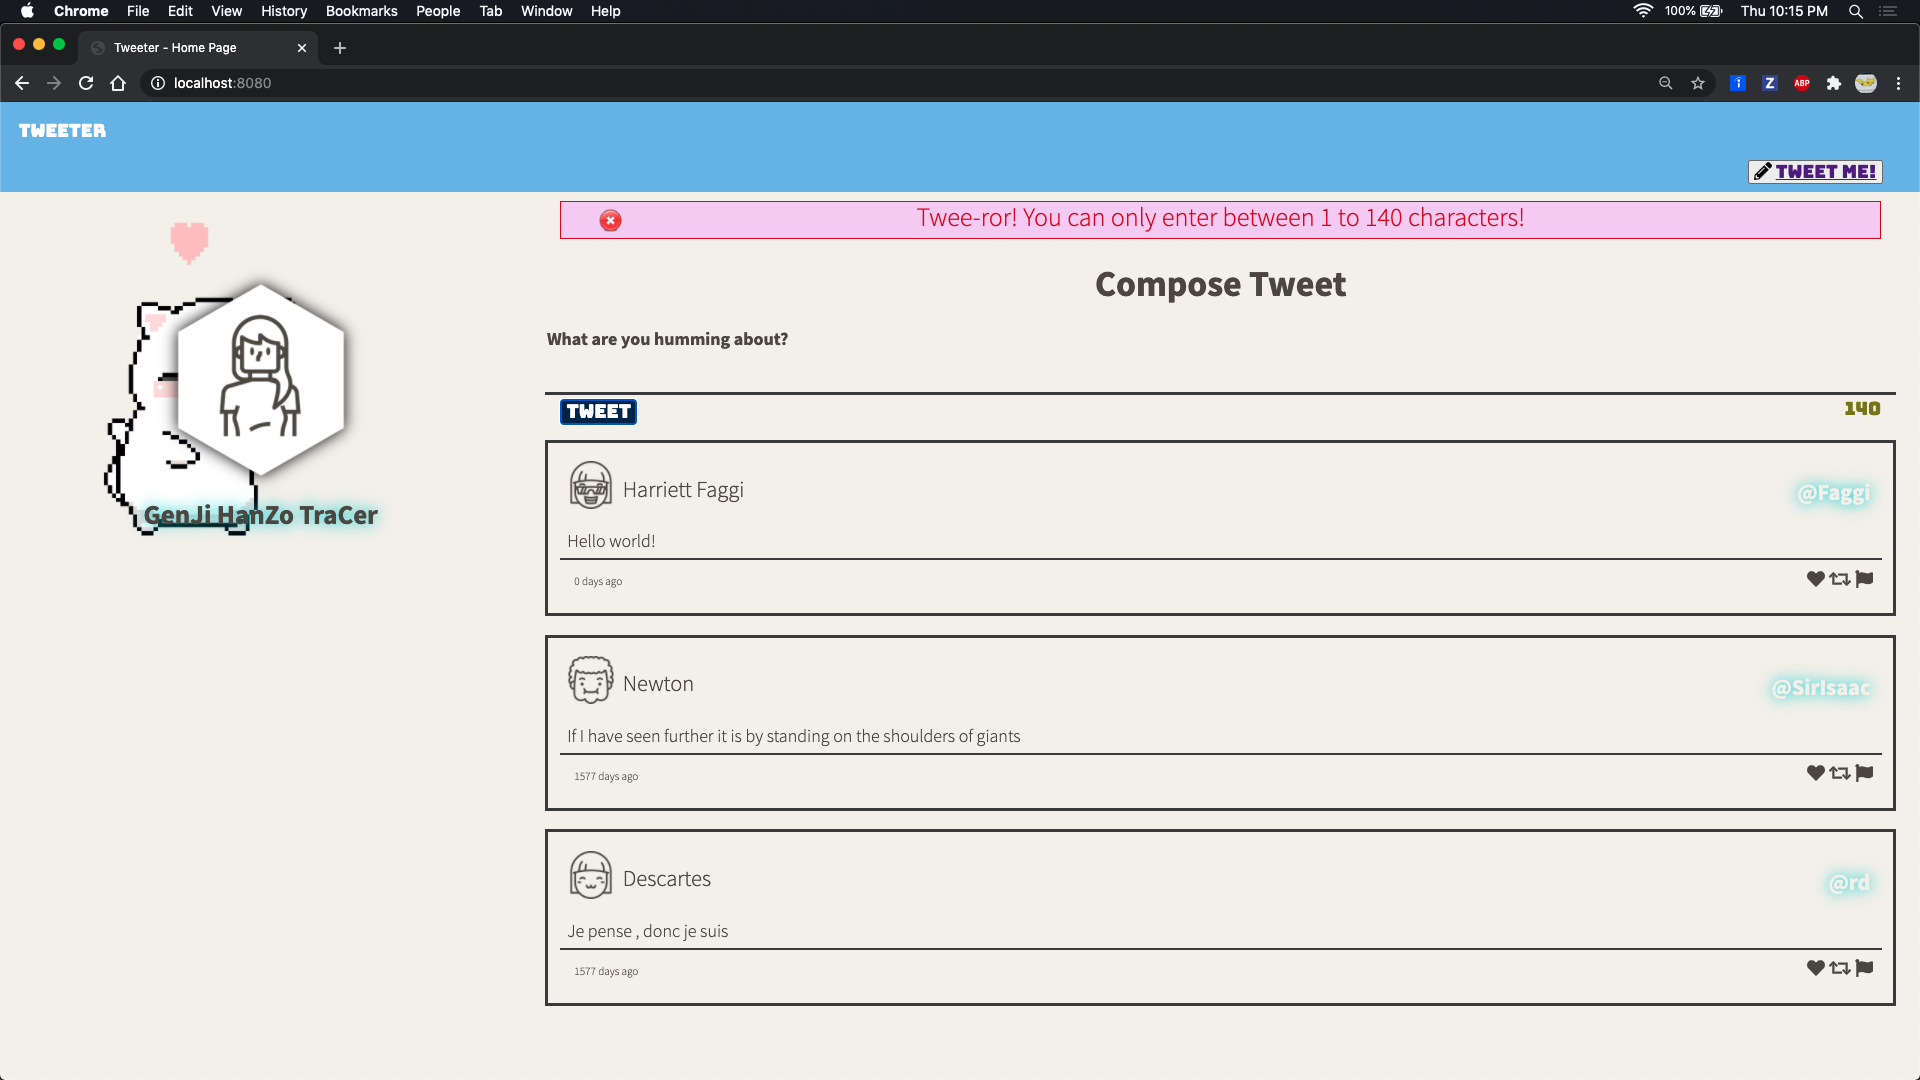 Chrome File Edit View History Bookmarks People Tab Window Help 100% Thu 10:15 PM
Tweeter - Home Page
localhost:8080
ABP
TWEETER
TWEET ME!
Twee-ror! You can only enter between 1 to 140 characters!
Compose Tweet
What are you humming about?
TWEET 140
GenJi HanZo TraCer
Harriett Faggi @Faggi
Hello world!
0 days ago
Newton @SirIsaac
If I have seen further it is by standing on the shoulders of giants
1577 days ago
Descartes @rd
Je pense , donc je suis
1577 days ago